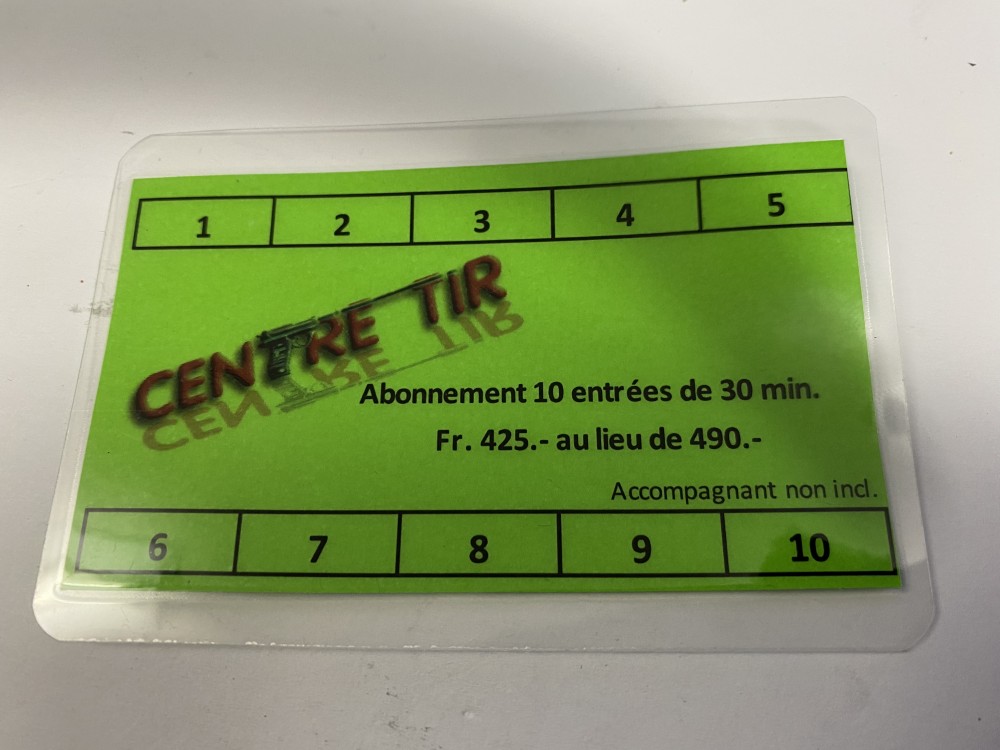 1 2 3 4 5
CENTRE TIR
Abonnement 10 entrées de 30 min.
Fr. 425.- au lieu de 490.-
Accompagnant non incl.
6 7 8 9 10